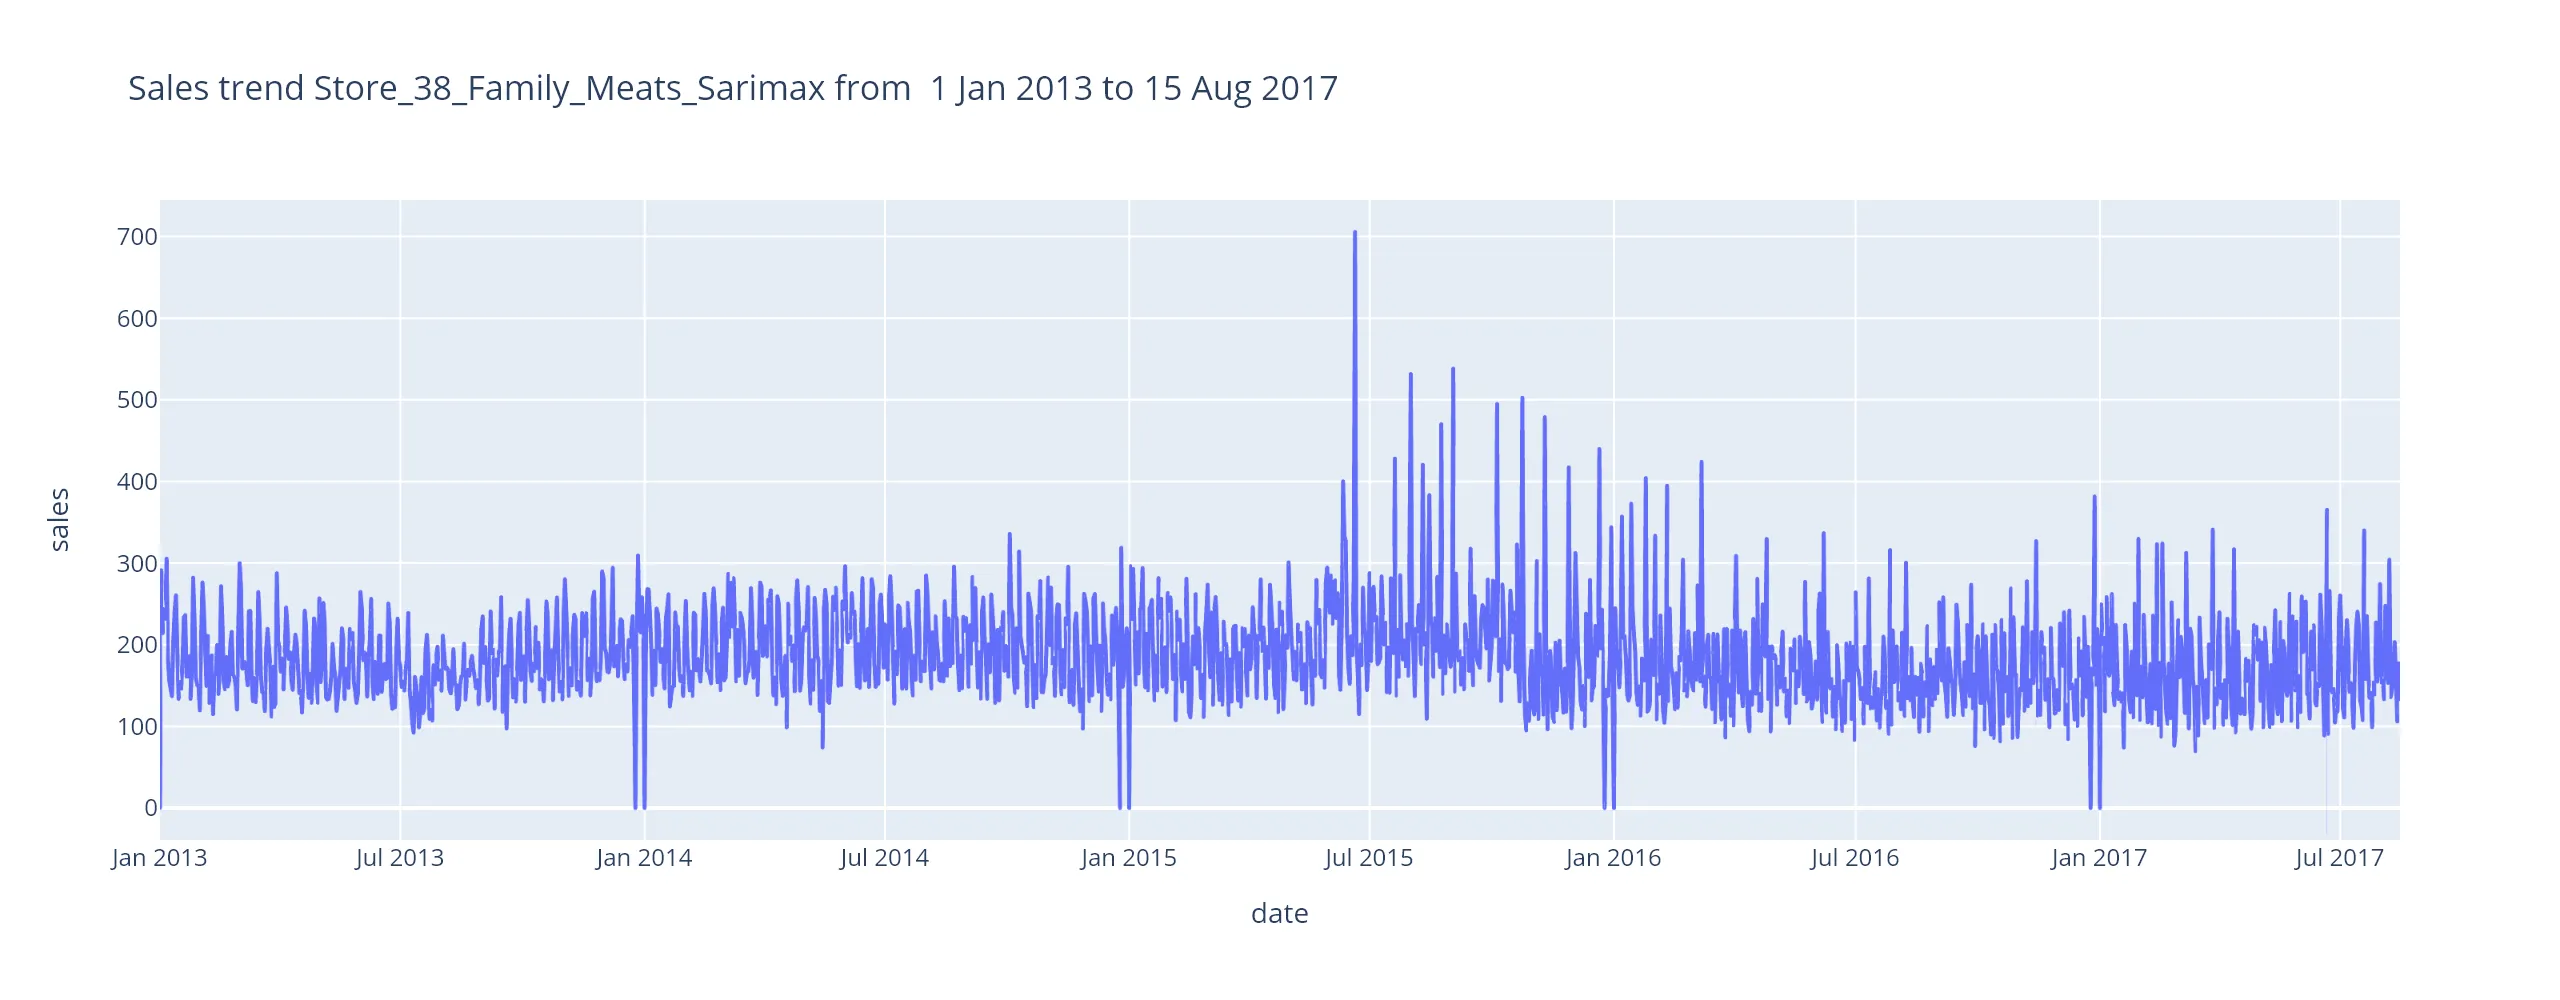 Sales trend Store_38_Family_Meats_Sarimax from  1 Jan 2013 to 15 Aug 2017
700
600
500
400
300
200
100
0
sales
Jan 2013 Jul 2013 Jan 2014 Jul 2014 Jan 2015 Jul 2015 Jan 2016 Jul 2016 Jan 2017 Jul 2017
date